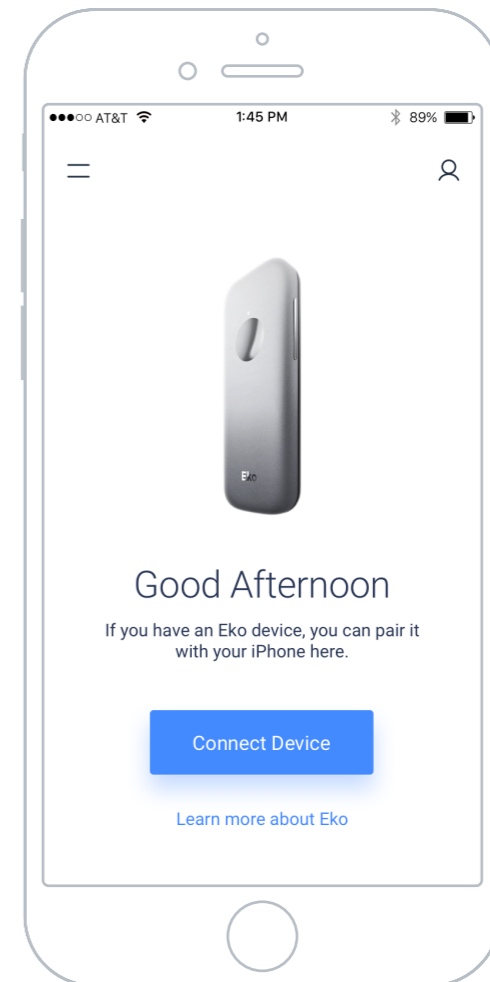 AT&T 1:45 PM 89%
Eko
Good Afternoon
If you have an Eko device, you can pair it
with your iPhone here.
Connect Device
Learn more about Eko